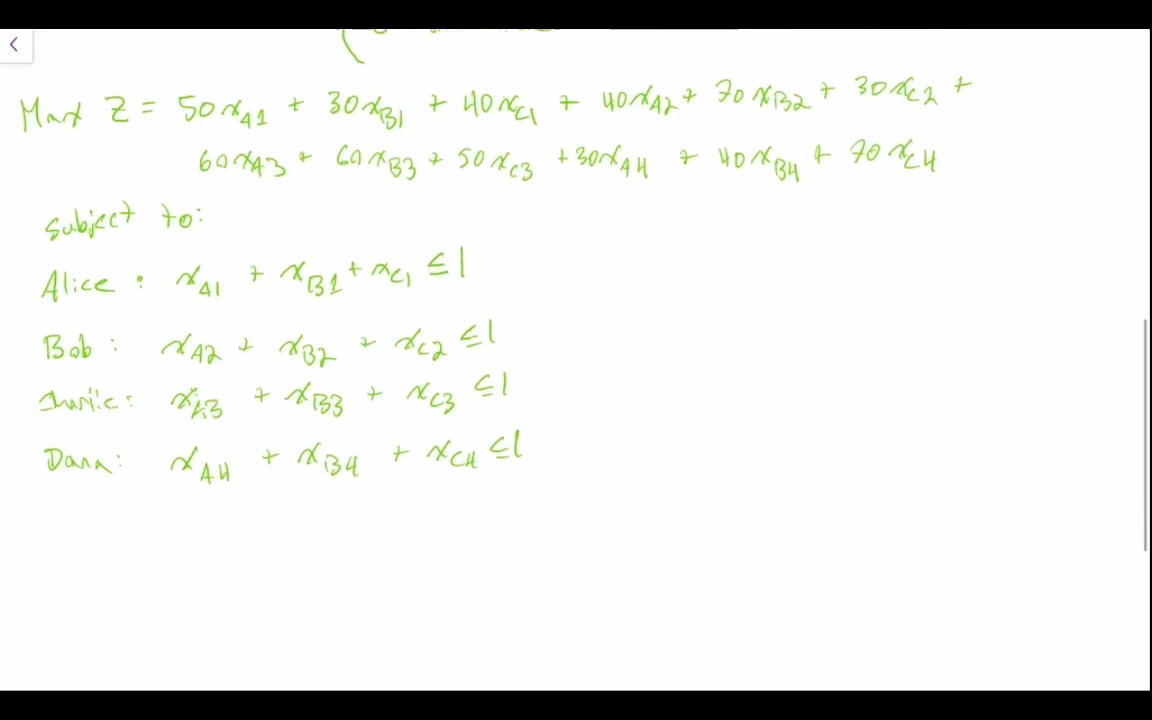 Max Z = 50x_A1 + 30x_B1 + 40x_C1 + 40x_A2 + 70x_B2 + 30x_C2 +
60x_A3 + 60x_B3 + 50x_C3 + 30x_A4 + 40x_B4 + 70x_C4
Subject to:
Alice : x_A1 + x_B1 + x_C1 ≤ 1
Bob : x_A2 + x_B2 + x_C2 ≤ 1
x_A3 + x_B3 + x_C3 ≤ 1
Dana: x_A4 + x_B4 + x_C4 ≤ 1